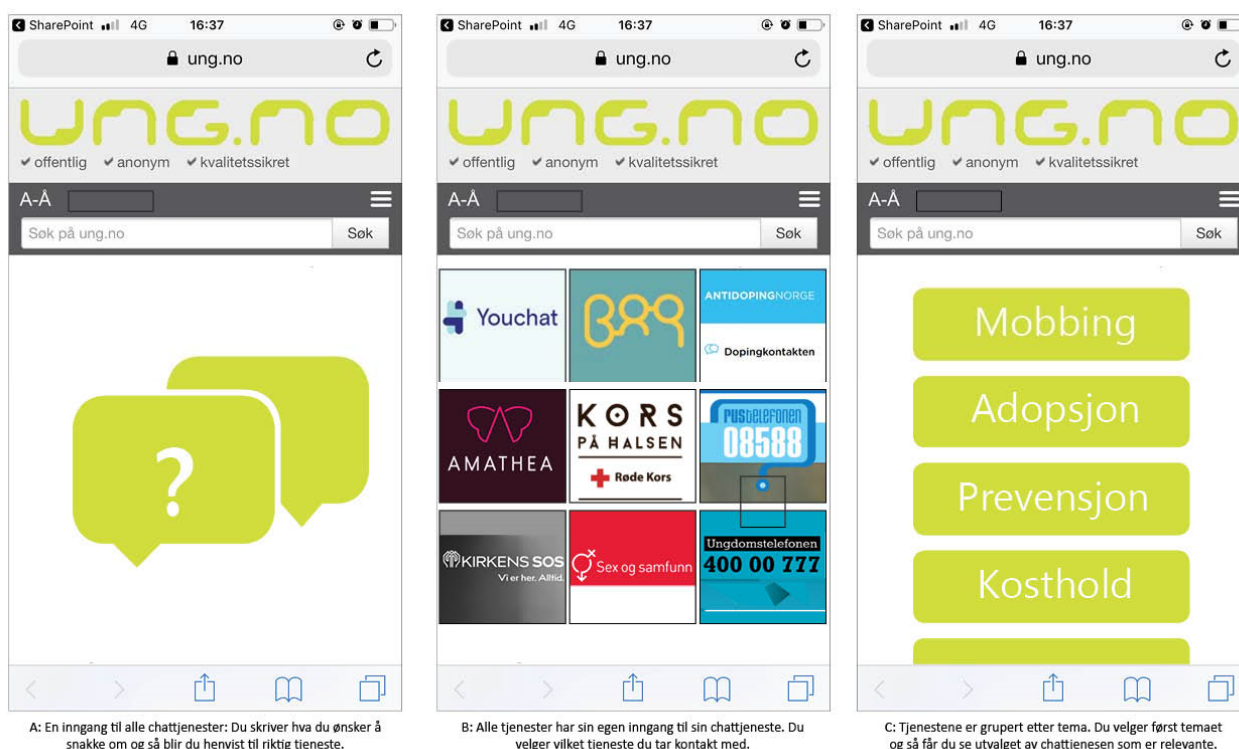 SharePoint 4G 16:37
ung.no
ung.no
offentlig anonym kvalitetssikret
A-Å
Søk på ung.no Søk
?
A: En inngang til alle chattjenester: Du skriver hva du ønsker å
snakke om og så blir du henvist til riktig tjeneste.
SharePoint 4G 16:37
ung.no
ung.no
offentlig anonym kvalitetssikret
A-Å
Søk på ung.no Søk
Youchat
ANTIDOPINGNORGE
Dopingkontakten
AMATHEA
KORS
PÅ HALSEN
Røde Kors
RUSTELEFONEN
08588
KIRKENS SOS
Vi er her. Alltid.
Sex og samfunn
Ungdomstelefonen
400 00 777
B: Alle tjenester har sin egen inngang til sin chattjeneste. Du
velger vilket tjeneste du tar kontakt med.
SharePoint 4G 16:37
ung.no
ung.no
offentlig anonym kvalitetssikret
A-Å
Søk på ung.no Søk
Mobbing
Adopsjon
Prevensjon
Kosthold
C: Tjenestene er grupert etter tema. Du velger først temaet
og så får du se utvalget av chattjenesn som er relevante.